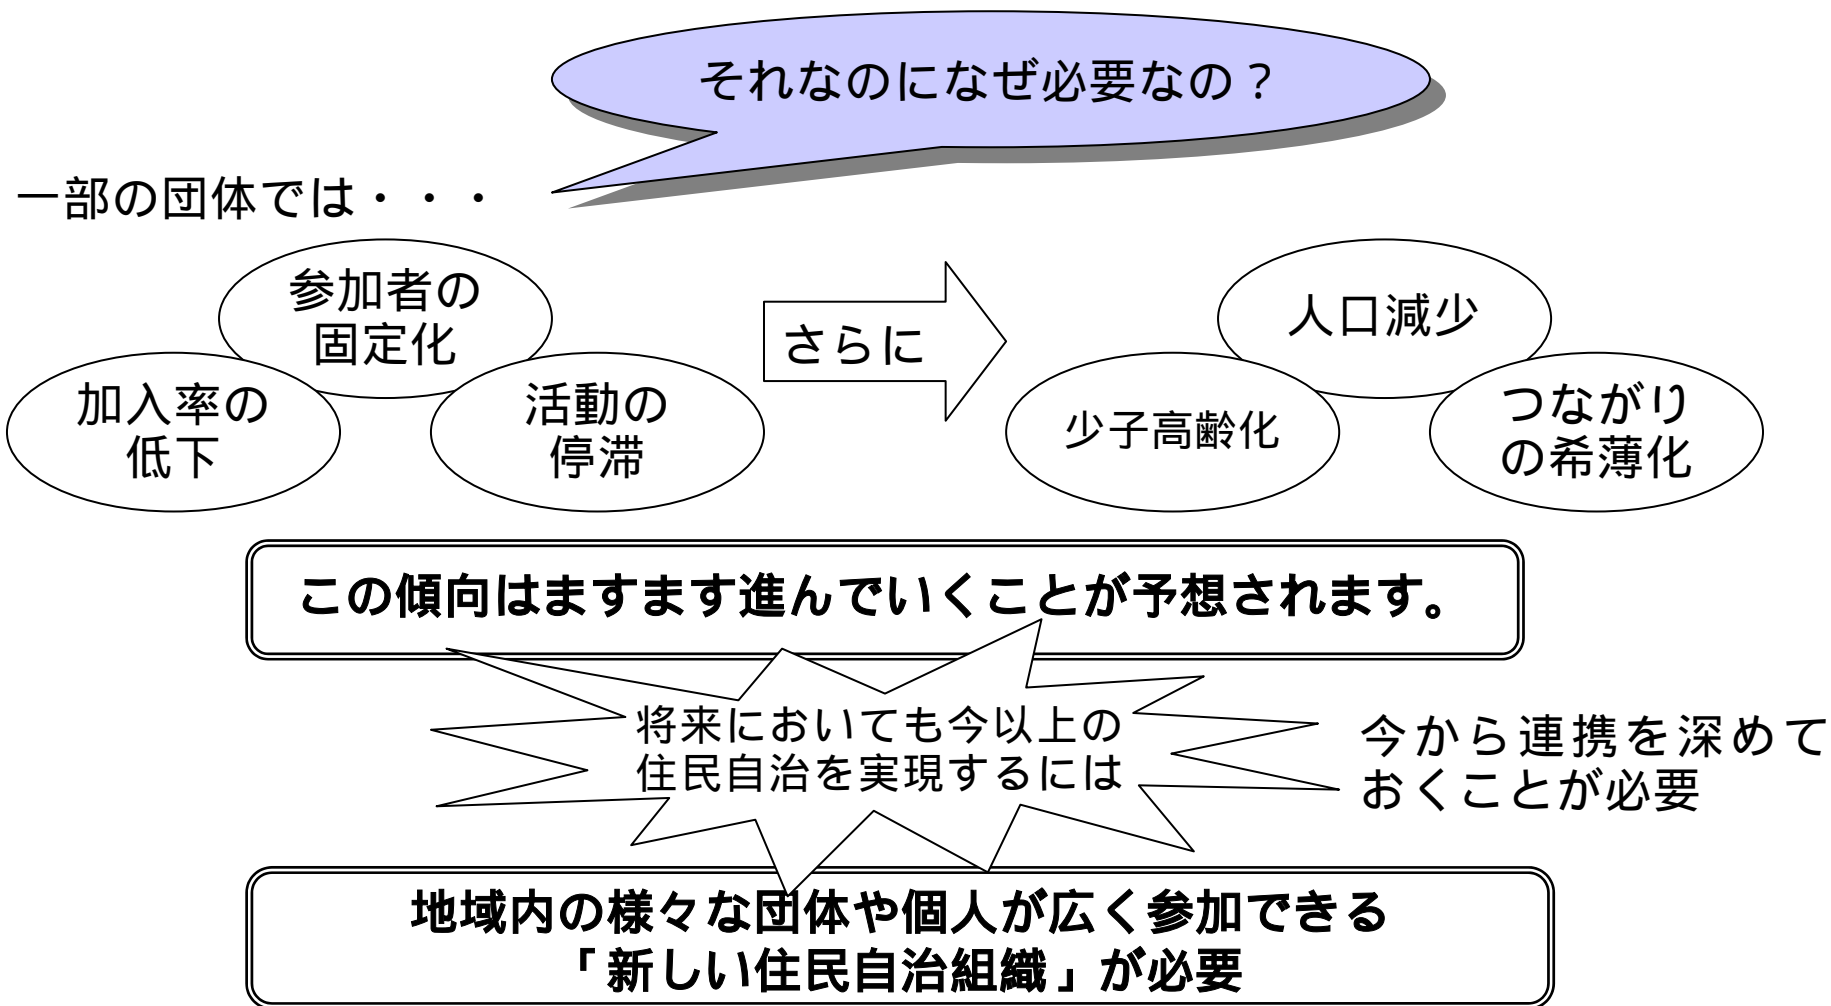 それなのになぜ必要なの？
一部の団体では・・・
参加者の
固定化
加入率の
低下
活動の
停滞
さらに
人口減少
少子高齢化
つながり
の希薄化
この傾向はますます進んでいくことが予想されます。
将来においても今以上の
住民自治を実現するには
今から連携を深めて
おくことが必要
地域内の様々な団体や個人が広く参加できる
「新しい住民自治組織」が必要